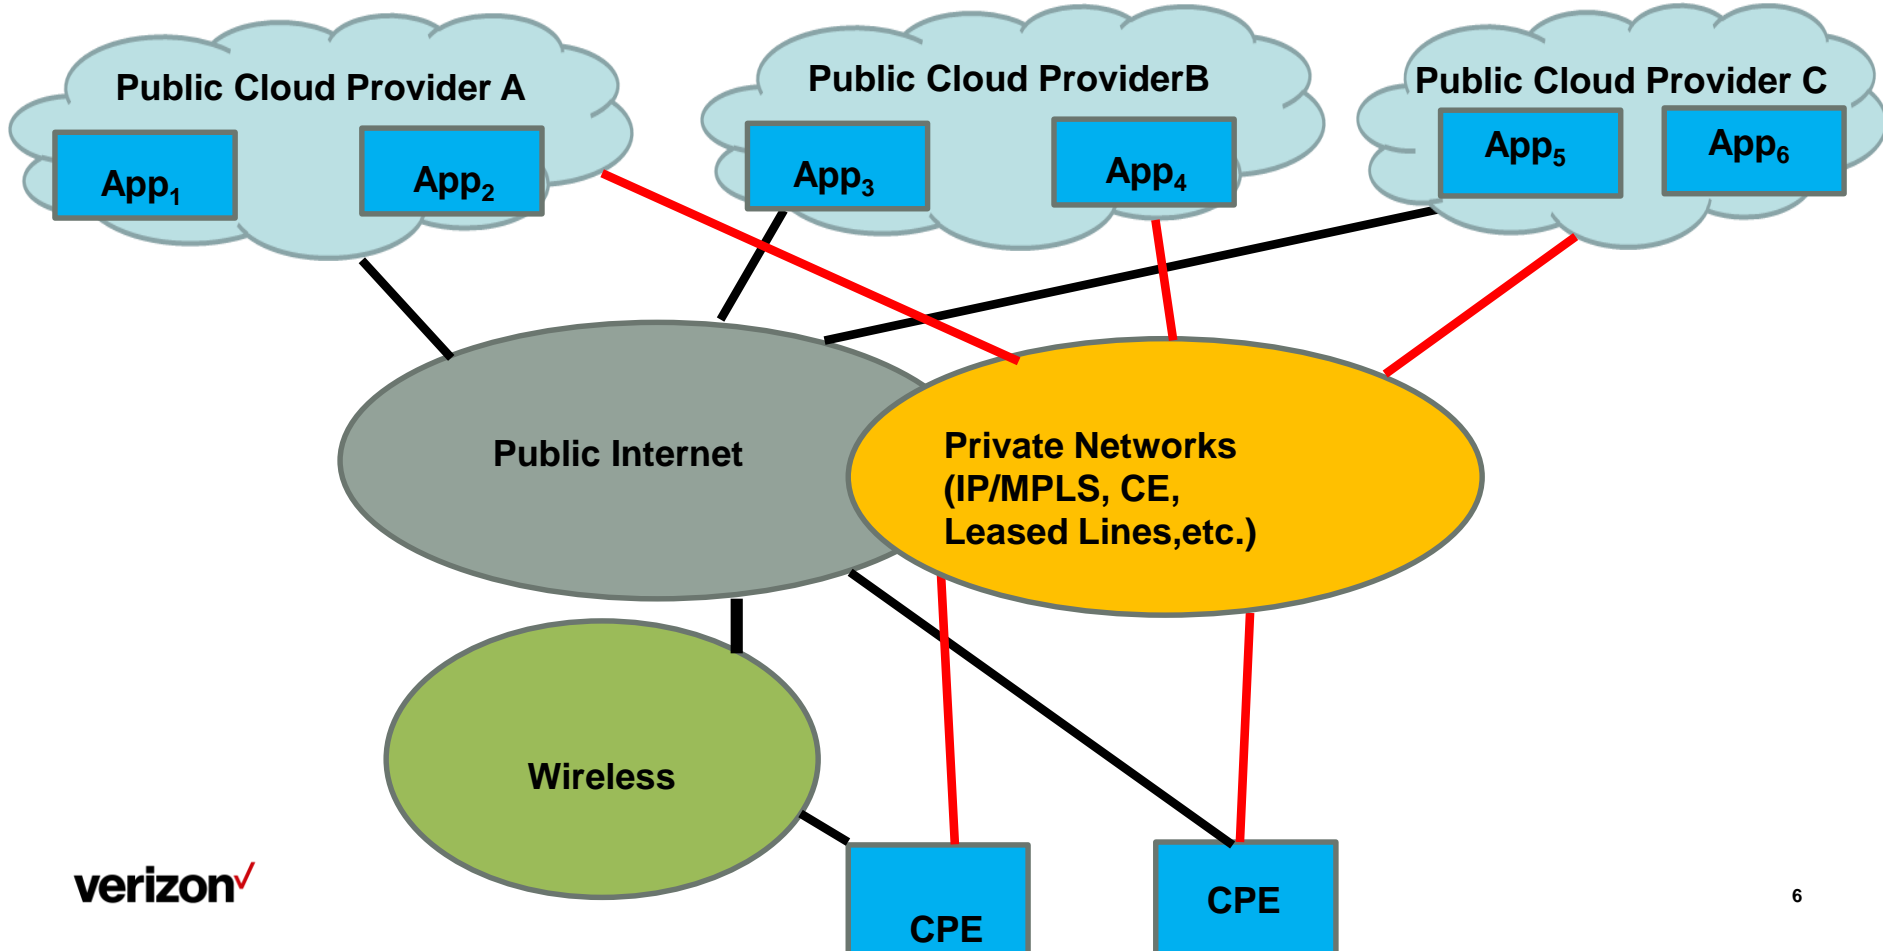 Public Cloud Provider A
Public Cloud ProviderB
Public Cloud Provider C
App₁
App₂
App₃
App₄
App₅
App₆
Public Internet
Private Networks
(IP/MPLS, CE,
Leased Lines,etc.)
Wireless
CPE
CPE
verizon✓
6